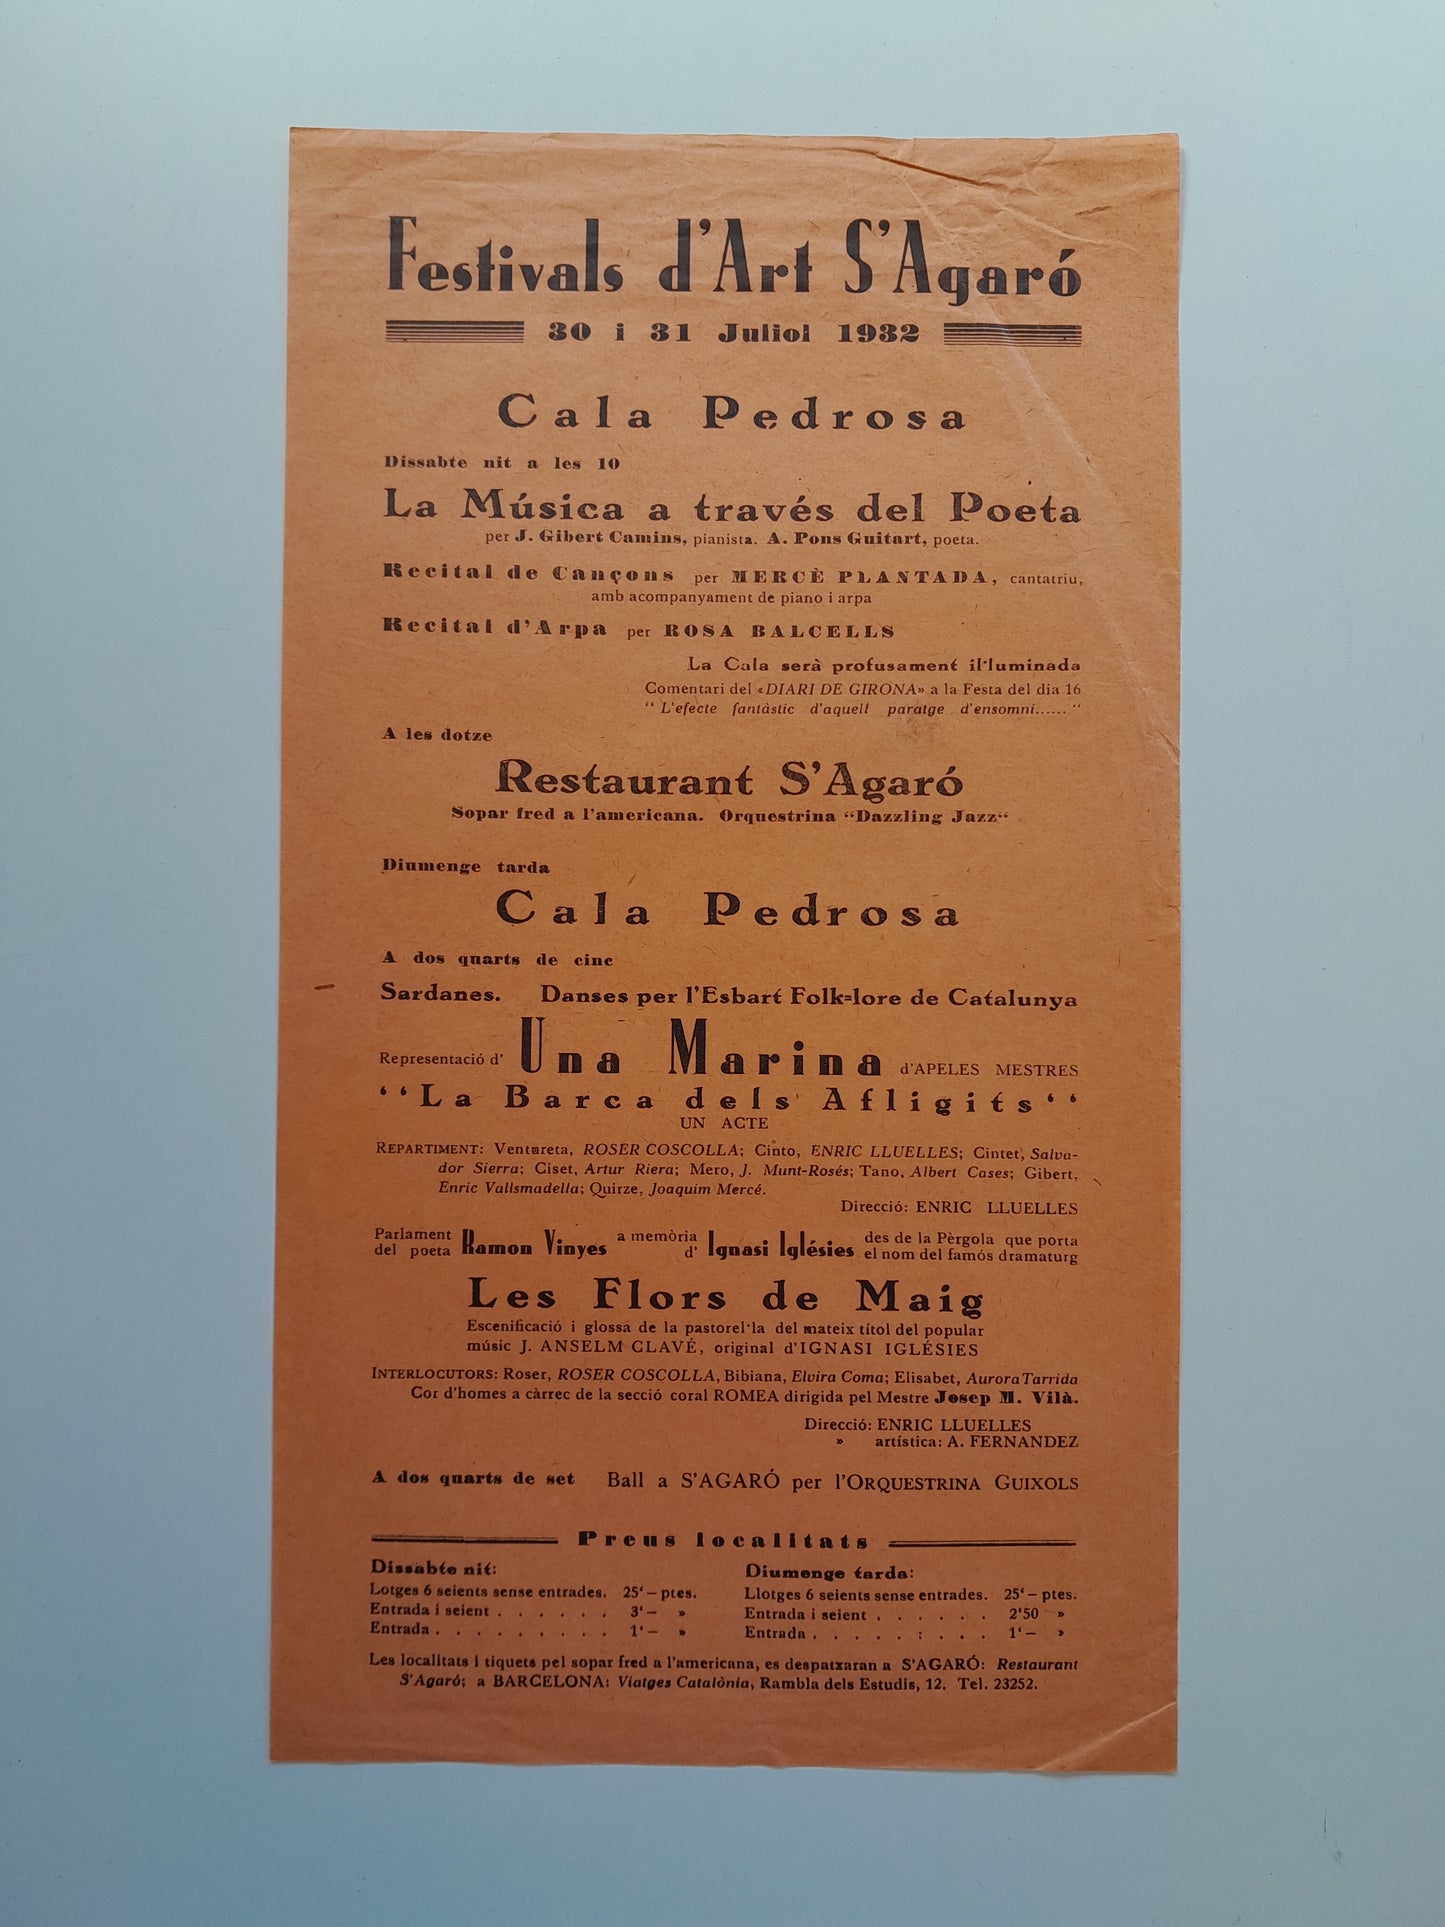 Festivals d'Art S'Agaró
30 i 31 Juliol 1932
Cala Pedrosa
Dissabte nit a les 10
La Música a través del Poeta
per J. Gibert Camins, pianista. A. Pons Guitart, poeta.
Recital de Cançons per MERCÈ PLANTADA, cantatriu,
amb acompanyament de piano i arpa
Recital d'Arpa per ROSA BALCELLS
La Cala serà profusament il·luminada
Comentari del «DIARI DE GIRONA» a la Festa del dia 16
“ L'efecte fantàstic d'aquell paratge d'ensomni...... “
A les dotze
Restaurant S'Agaró
Sopar fred a l'americana. Orquestrina “Dazzling Jazz“
Diumenge tarda
Cala Pedrosa
A dos quarts de cinc
Sardanes. Danses per l'Esbart Folk=lore de Catalunya
Representació d' Una Marina d'APELES MESTRES
‘‘La Barca dels Afligits‘‘
UN ACTE
REPARTIMENT: Ventureta, ROSER COSCOLLA; Cinto, ENRIC LLUELLES; Cintet, Salva-
dor Sierra; Ciset, Artur Riera; Mero, J. Munt-Rosés; Tano, Albert Cases; Gibert,
Enric Vallsmadella; Quirze, Joaquim Mercé.
Direcció: ENRIC LLUELLES
Parlament del poeta Ramon Vinyes a memòria d' Ignasi Iglésies des de la Pèrgola que porta el nom del famós dramaturg
Les Flors de Maig
Escenificació i glossa de la pastorel·la del mateix títol del popular
músic J. ANSELM CLAVÉ, original d'IGNASI IGLÉSIES
INTERLOCUTORS: Roser, ROSER COSCOLLA, Bibiana, Elvira Coma; Elisabet, Aurora Tarrida
Cor d'homes a càrrec de la secció coral ROMEA dirigida pel Mestre Josep M. Vilà.
Direcció: ENRIC LLUELLES
» artística: A. FERNANDEZ
A dos quarts de set Ball a S'AGARÓ per l'ORQUESTRINA GUIXOLS
Preus localitats
Dissabte nit:
Lotges 6 seients sense entrades. 25‘— ptes.
Entrada i seient . . . . . . 3‘— »
Entrada . . . . . . . . . 1‘— »
Diumenge tarda:
Llotges 6 seients sense entrades. 25‘— ptes.
Entrada i seient . . . . . . 2‘50 »
Entrada . . . . . : . . . 1‘— »
Les localitats i tiquets pel sopar fred a l'americana, es despatxaran a S'AGARÓ: Restaurant
S'Agaró; a BARCELONA: Viatges Catalònia, Rambla dels Estudis, 12. Tel. 23252.